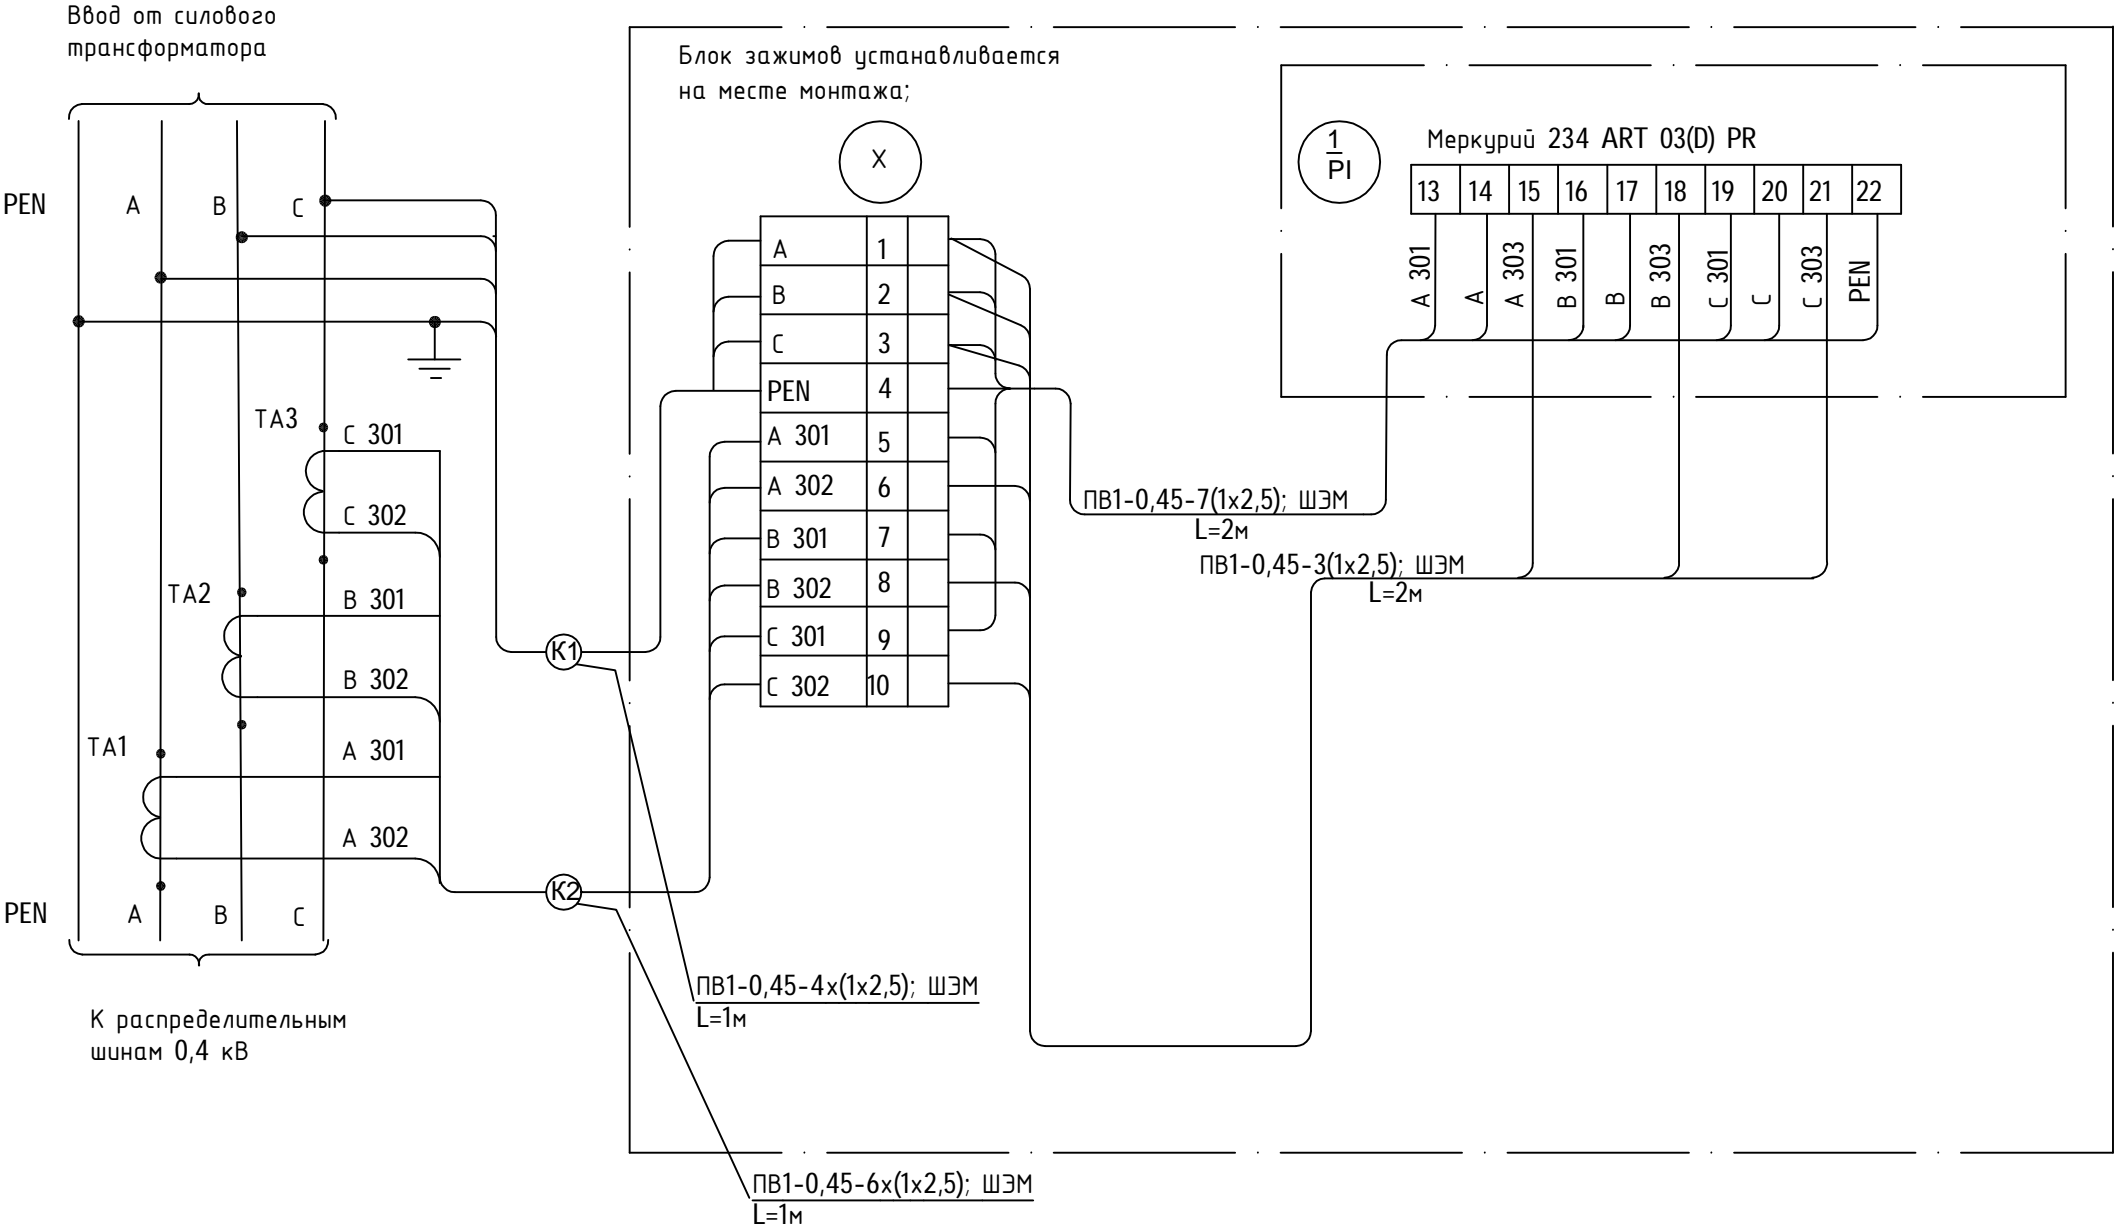 Ввод от силового
трансформатора
PEN
A
B
C
TA3
C 301
C 302
TA2
B 301
B 302
TA1
A 301
A 302
PEN
A
B
C
К распределительным
шинам 0,4 кВ
К1
К2
ПВ1-0,45-4х(1х2,5); ШЭМ
L=1м
ПВ1-0,45-6х(1х2,5); ШЭМ
L=1м
Блок зажимов устанавливается
на месте монтажа;
X
A 1
B 2
C 3
PEN 4
A 301 5
A 302 6
B 301 7
B 302 8
C 301 9
C 302 10
1
PI
Меркурий 234 ART 03(D) PR
13 14 15 16 17 18 19 20 21 22
A 301
A
A 303
B 301
B
B 303
C 301
C
C 303
PEN
ПВ1-0,45-7(1х2,5); ШЭМ
L=2м
ПВ1-0,45-3(1х2,5); ШЭМ
L=2м